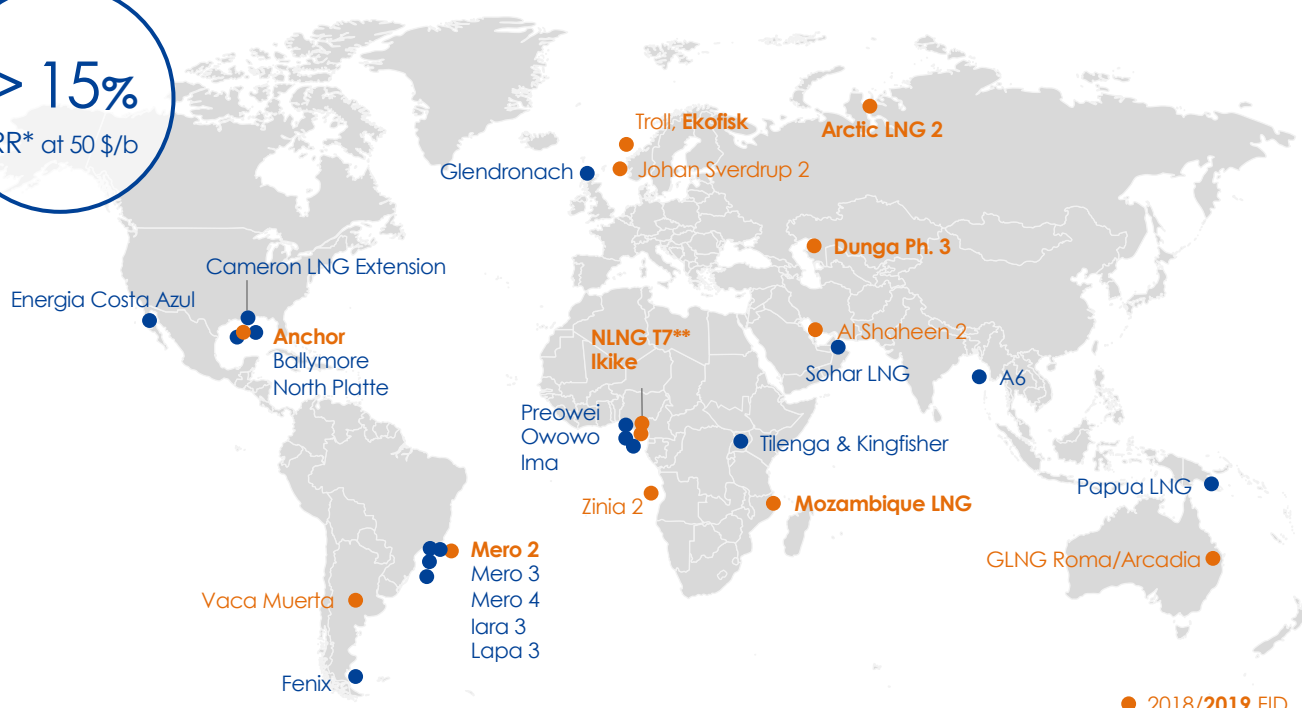 > 15%
RR* at 50 $/b
Troll, Ekofisk
Arctic LNG 2
Glendronach
Johan Sverdrup 2
Dunga Ph. 3
Cameron LNG Extension
Energia Costa Azul
Anchor
Ballymore
North Platte
NLNG T7**
Ikike
Al Shaheen 2
Sohar LNG
A6
Preowei
Owowo
Ima
Tilenga & Kingfisher
Papua LNG
Zinia 2
Mozambique LNG
Mero 2
Mero 3
Mero 4
Iara 3
Lapa 3
GLNG Roma/Arcadia
Vaca Muerta
Fenix
2018/2019 FID